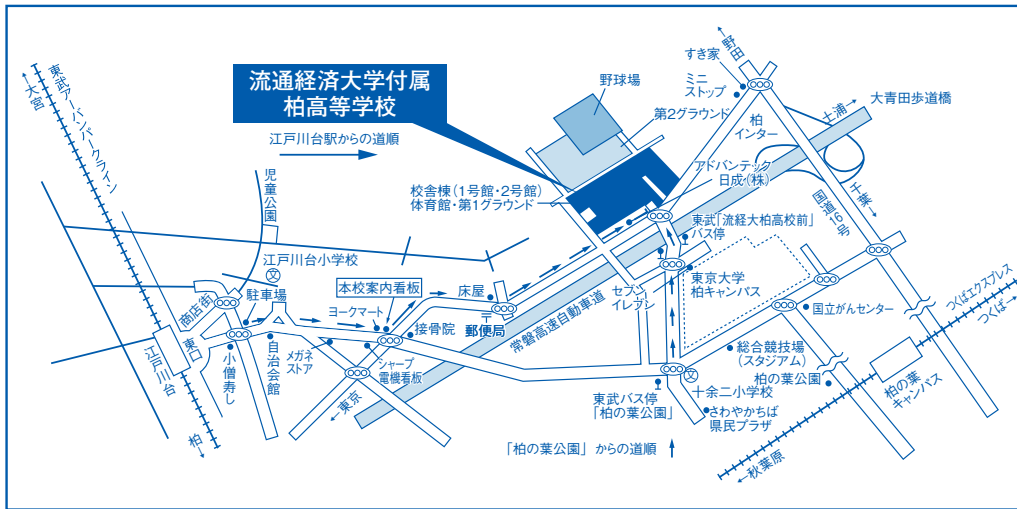 流通経済大学付属
柏高等学校
江戸川台駅からの道順
野球場
第2グラウンド
校舎棟(1号館・2号館)
体育館・第1グラウンド
すき家
ミニ
ストップ
野田
柏
インター
土浦
大青田歩道橋
アドバンテック
日成(株)
国道16号
千葉
東武「流経大柏高校前」
バス停
東京大学
柏キャンパス
セブン
イレブン
常磐高速自動車道
国立がんセンター
総合競技場
(スタジアム)
柏の葉公園
つくばエクスプレス
つくば
柏の葉
キャンパス
秋葉原
文
十余二小学校
東武バス停
「柏の葉公園」
さわやかちば
県民プラザ
「柏の葉公園」からの道順
東武アーバンパークライン
大宮
児童公園
江戸川台小学校
文
駐車場
商店街
本校案内看板
ヨークマート
床屋
〒
郵便局
接骨院
江戸川台
東口
小僧寿し
自治会館
メガネ
ストア
シャープ
電機看板
東京
柏